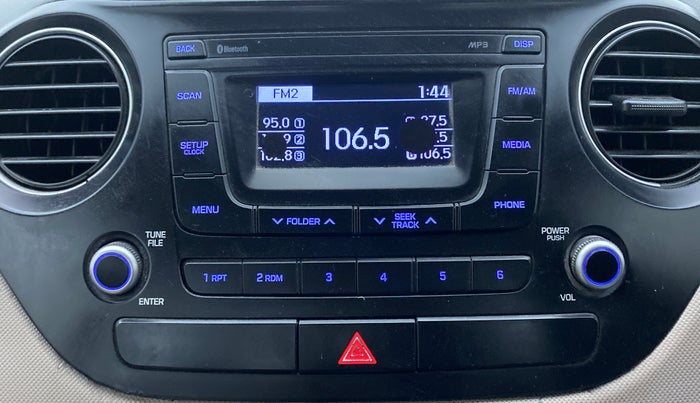 BACK Bluetooth MP3 DISP
SCAN FM2 1:44 FM/AM
95.0 1
106.5
SETUP
CLOCK
MEDIA
MENU
FOLDER
SEEK
TRACK
PHONE
TUNE
FILE
POWER
PUSH
1 RPT 2 RDM 3 4 5 6
ENTER VOL